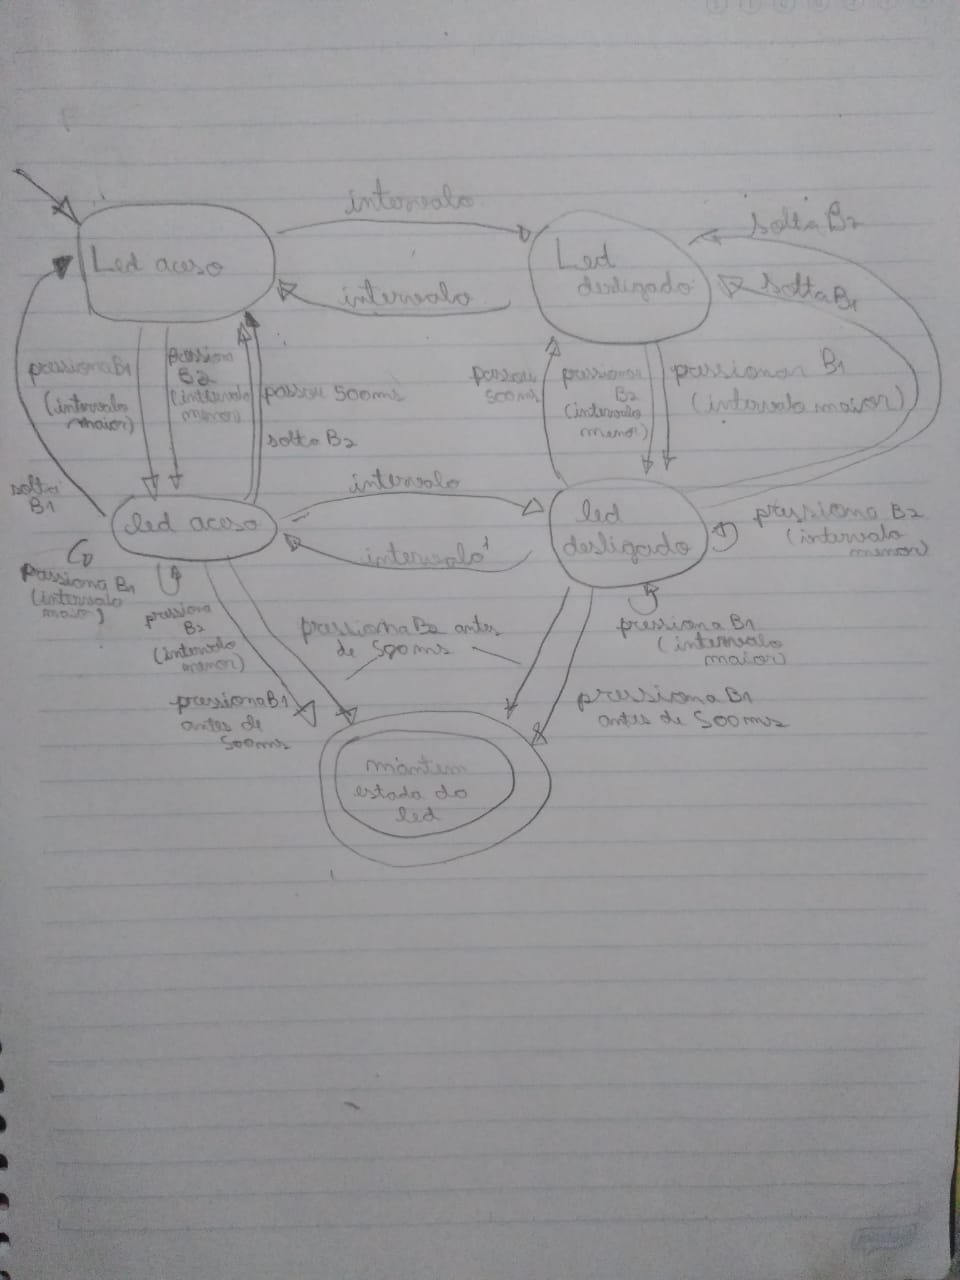 intervalo
solta B2
Led aceso
Led
desligado
intervalo
solta B1
pressiona B1
(intervalo
maior)
B2
(intervalo
menor)
passou 500ms
solta B2
passou
500ms
pressionar
B2
(intervalo
menor)
pressionar B1
(intervalo maior)
solta
B1
intervalo
led aceso
led
desligado
pressiona B2
(intervalo
menor)
intervalo
pressiona B1
(intervalo
maior)
pressiona
B2
(intervalo
menor)
pressiona B2 antes
de 500ms
pressiona B1
(intervalo
maior)
pressiona B1
antes de
500ms
pressiona B1
antes de 500ms
mantem
estado do
led